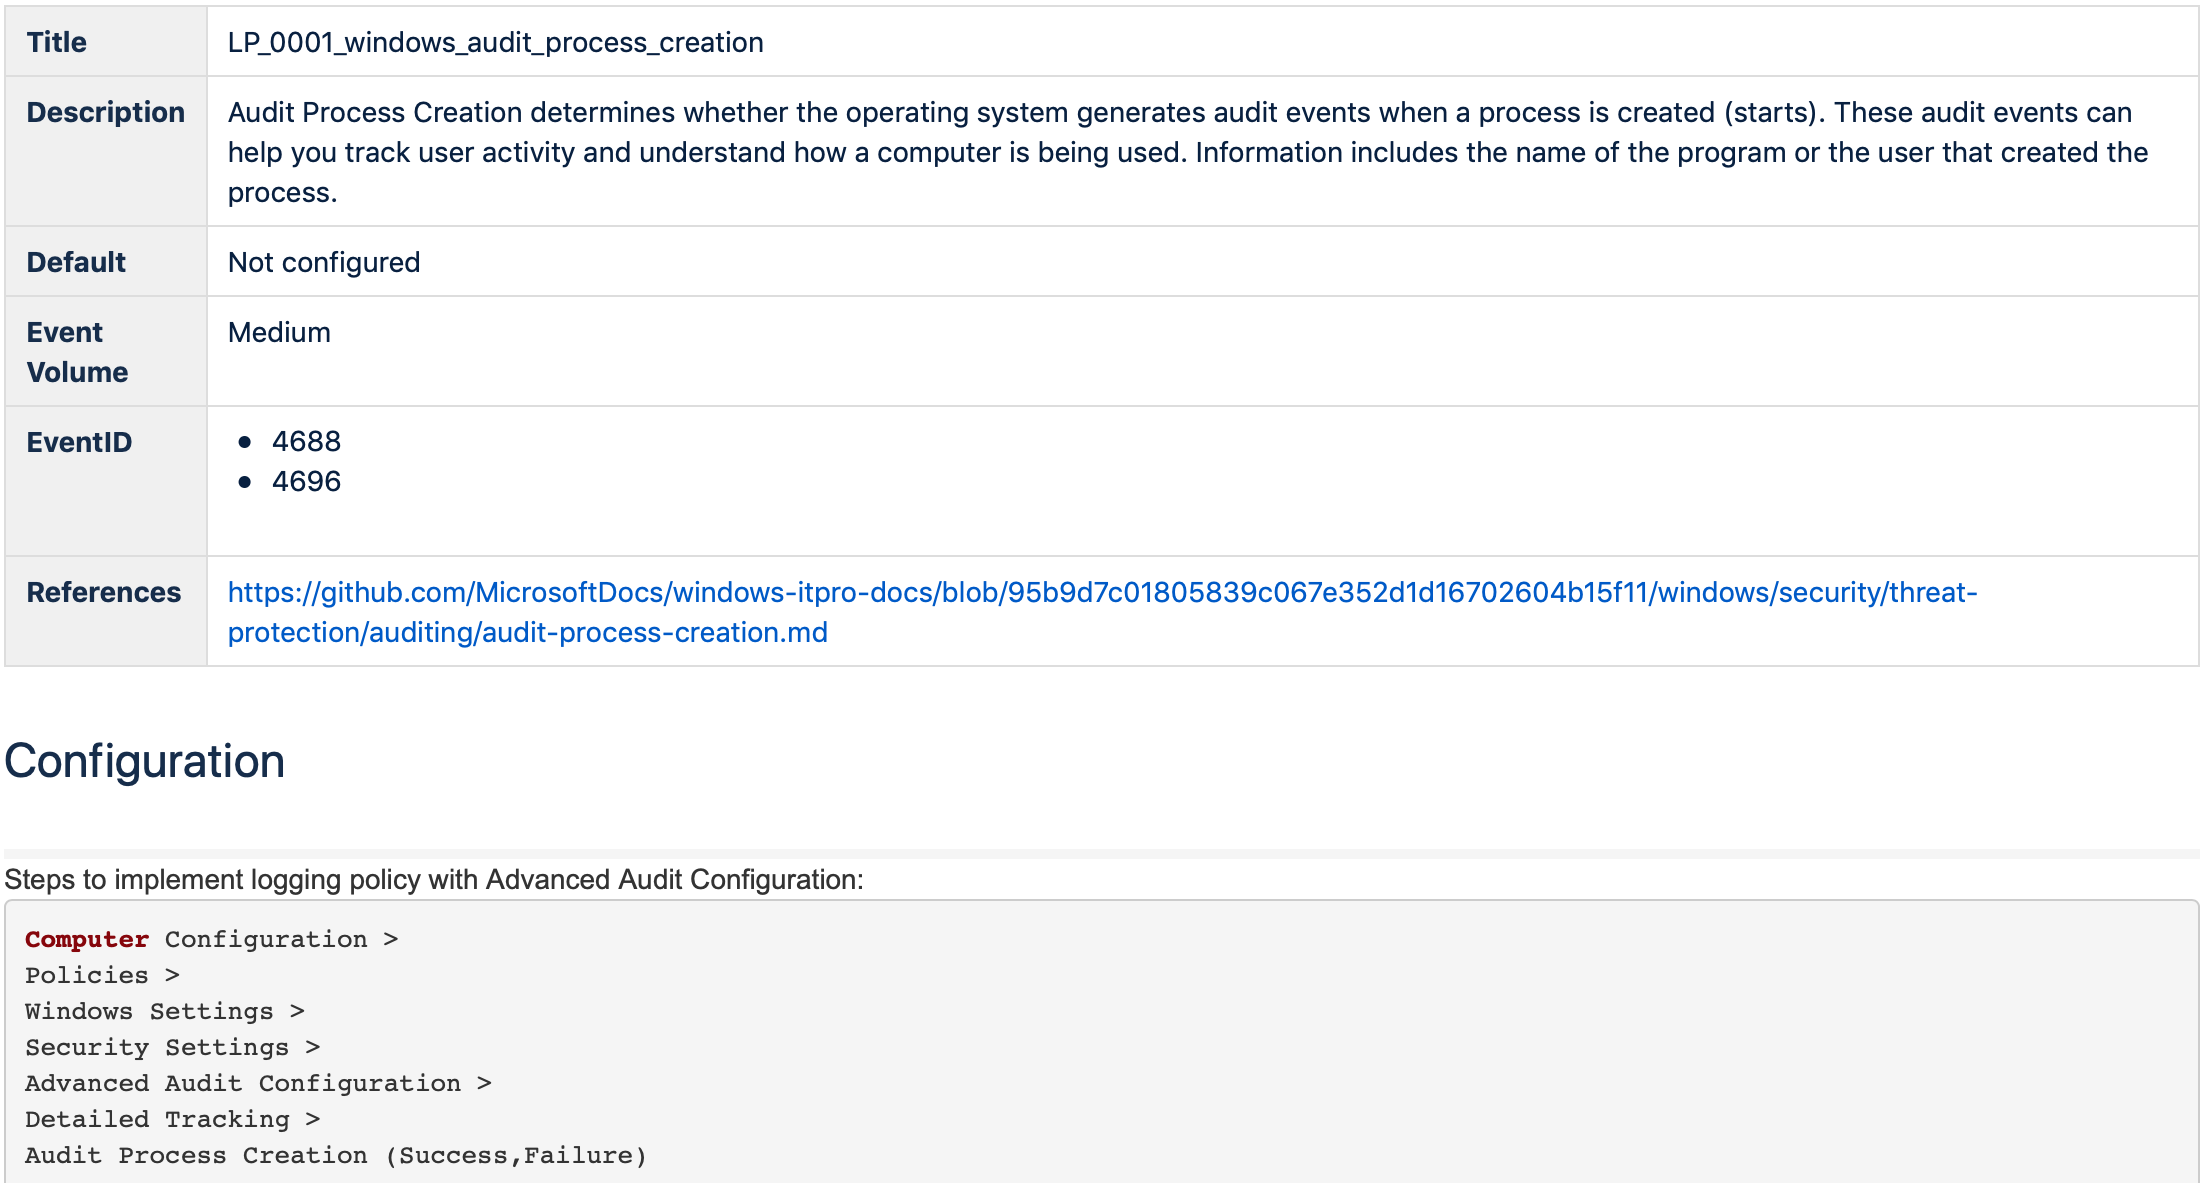 Title
LP_0001_windows_audit_process_creation
Description
Audit Process Creation determines whether the operating system generates audit events when a process is created (starts). These audit events can
help you track user activity and understand how a computer is being used. Information includes the name of the program or the user that created the
process.
Default
Not configured
Event
Volume
Medium
EventID
• 4688
• 4696
References
https://github.com/MicrosoftDocs/windows-itpro-docs/blob/95b9d7c01805839c067e352d1d16702604b15f11/windows/security/threat-
protection/auditing/audit-process-creation.md
Configuration
Steps to implement logging policy with Advanced Audit Configuration:
Computer Configuration >
Policies >
Windows Settings >
Security Settings >
Advanced Audit Configuration >
Detailed Tracking >
Audit Process Creation (Success,Failure)